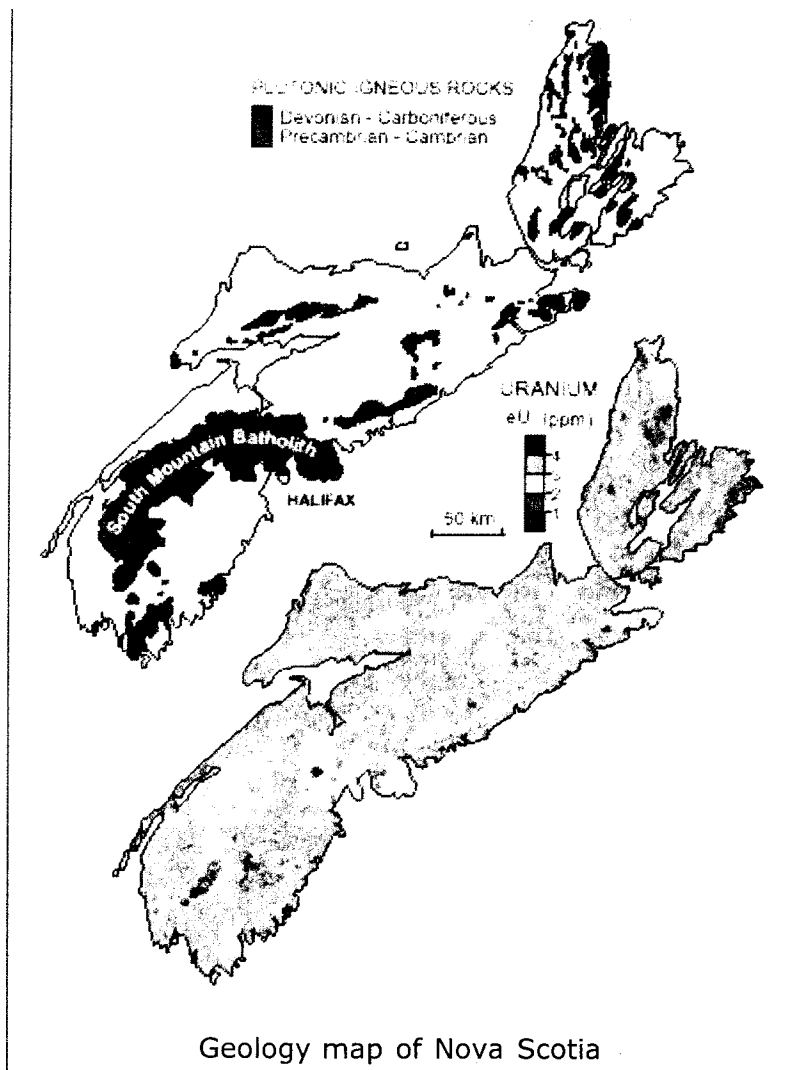 PLUTONIC IGNEOUS ROCKS
Devonian - Carboniferous
Precambrian - Cambrian
South Mountain Batholith
HALIFAX
URANIUM
eU (ppm)
4
3
2
1
50 km
Geology map of Nova Scotia